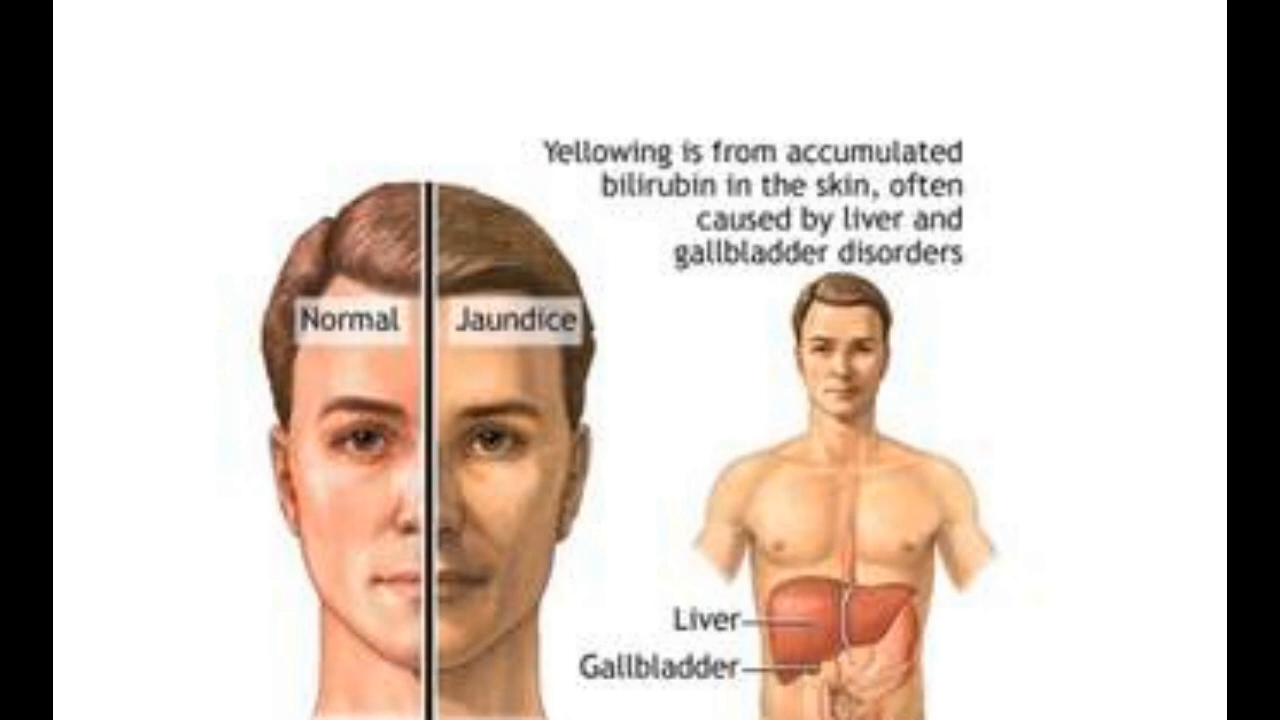 Yellowing is from accumulated
bilirubin in the skin, often
caused by liver and
gallbladder disorders
Normal
Jaundice
Liver
Gallbladder